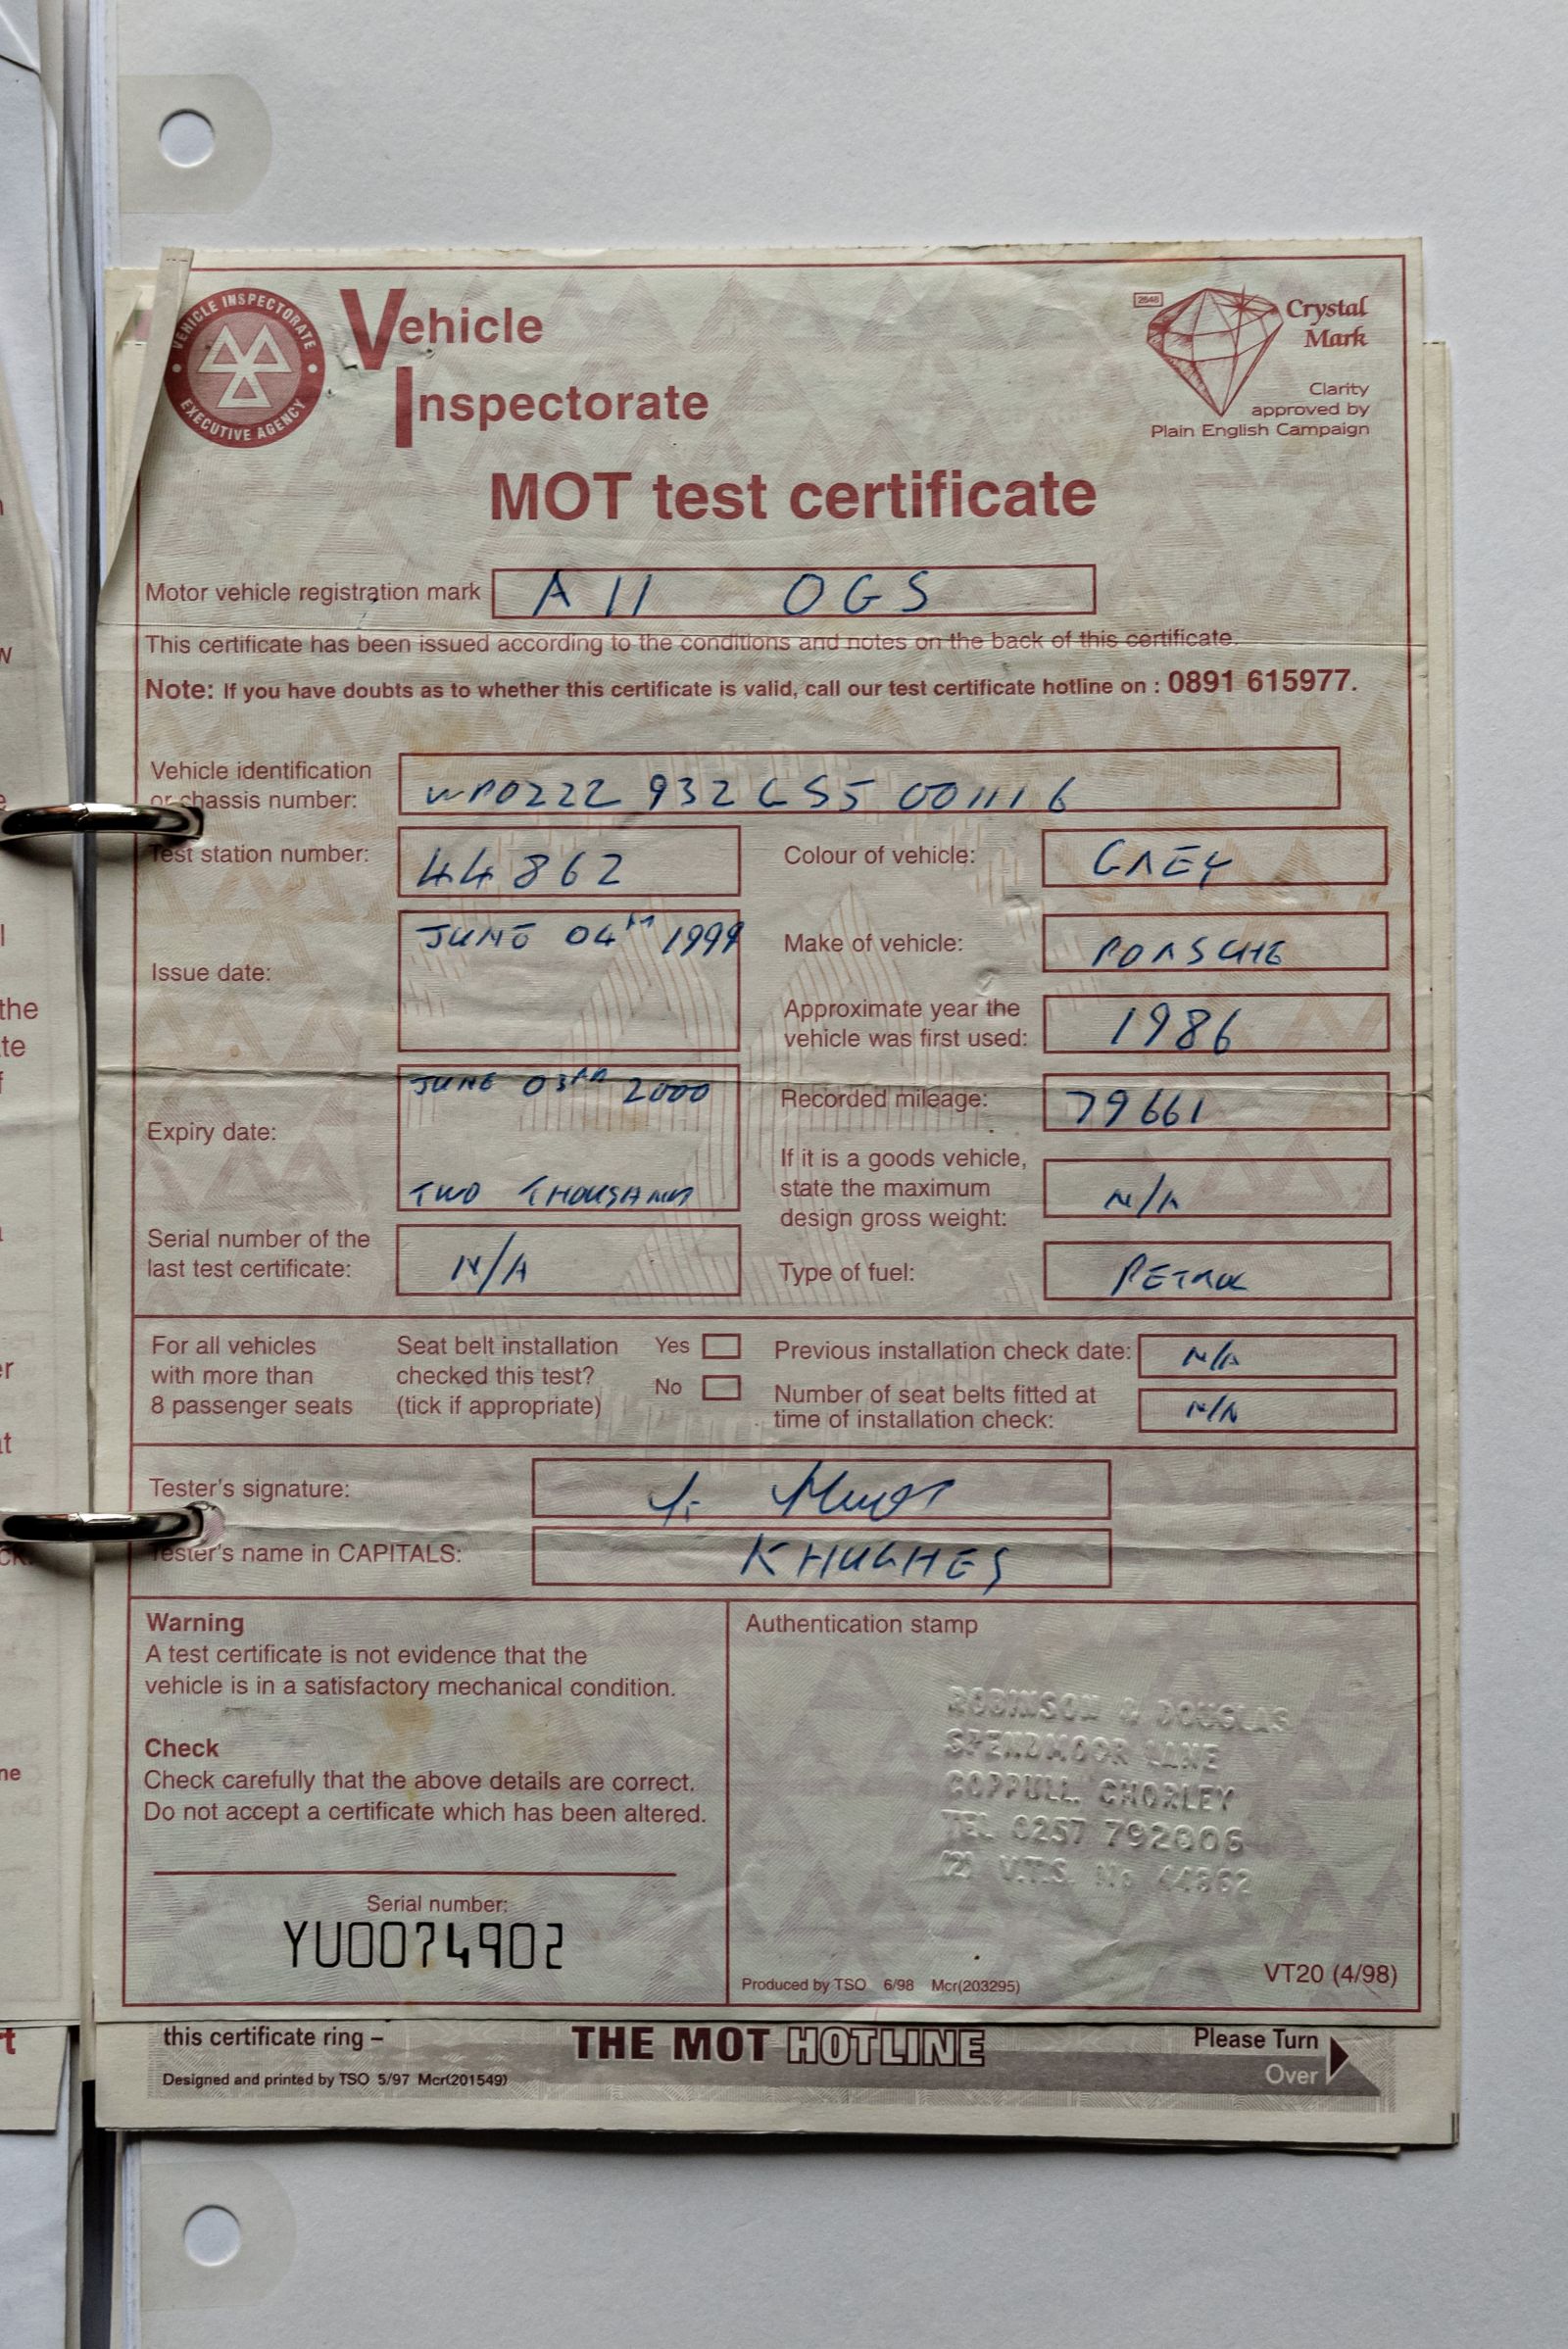 VEHICLE INSPECTORATE
EXECUTIVE AGENCY
Vehicle
Inspectorate
2646
Crystal
Mark
Clarity
approved by
Plain English Campaign
MOT test certificate
Motor vehicle registration mark A11 OGS
This certificate has been issued according to the conditions and notes on the back of this certificate.
Note: If you have doubts as to whether this certificate is valid, call our test certificate hotline on : 0891 615977.
Vehicle identification
or chassis number: WP0ZZZ 932 GS5 001116
Test station number: 44862
Colour of vehicle: GREY
Issue date: JUNE 04TH 1999
Make of vehicle: PORSCHE
Approximate year the
vehicle was first used: 1986
Expiry date: JUNE 03RD 2000
TWO THOUSAND
Recorded mileage: 79661
If it is a goods vehicle,
state the maximum
design gross weight: N/A
Serial number of the
last test certificate: N/A
Type of fuel: PETROL
For all vehicles
with more than
8 passenger seats
Seat belt installation
checked this test?
(tick if appropriate)
Yes
No
Previous installation check date: N/A
Number of seat belts fitted at
time of installation check: N/A
Tester's signature:
Tester's name in CAPITALS: K HUGHES
Warning
A test certificate is not evidence that the
vehicle is in a satisfactory mechanical condition.
Check
Check carefully that the above details are correct.
Do not accept a certificate which has been altered.
Serial number:
YU0074902
Authentication stamp
ROBINSON & DOUGLAS
SPENDMOOR LANE
COPPULL, CHORLEY
TEL 0257 792006
(2) V.T.S. No 44862
Produced by TSO 6/98 Mcr(203295)
VT20 (4/98)
this certificate ring –
THE MOT HOTLINE
Please Turn
Over
Designed and printed by TSO 5/97 Mcr(201549)